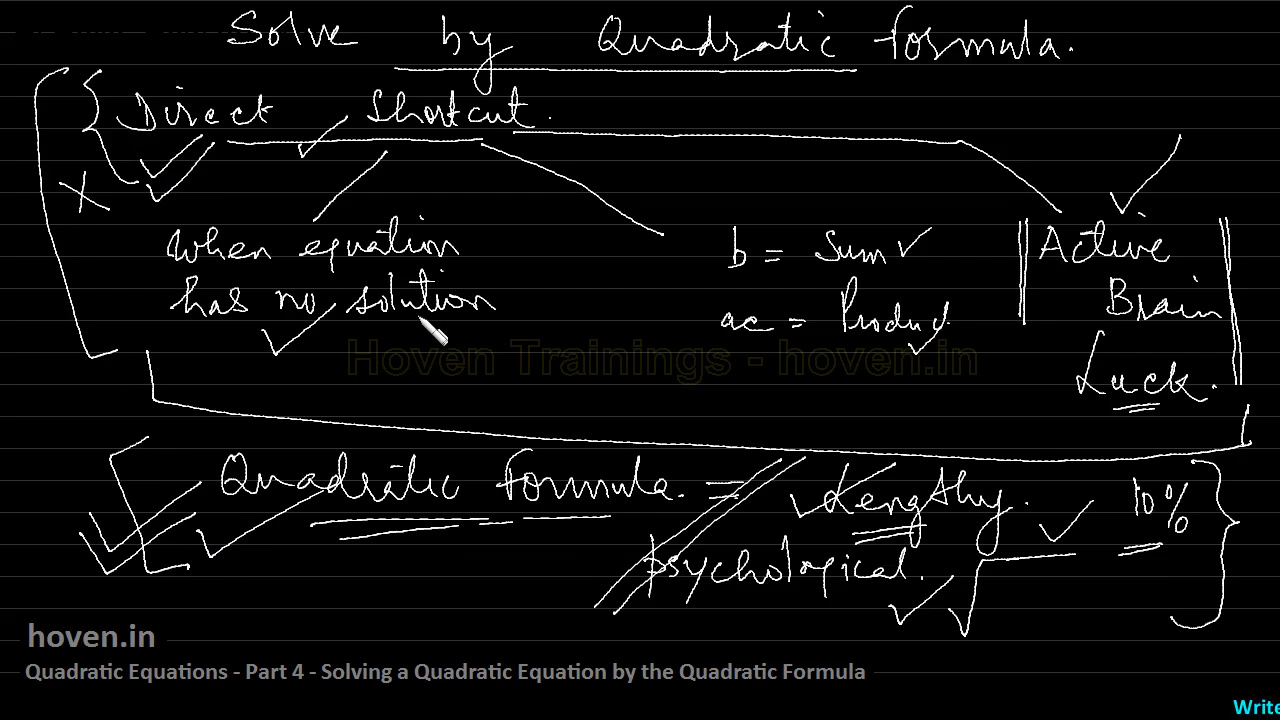 Solve by Quadratic formula.
Direct Shortcut.
When equation
has no solution
b = Sum
ac = Product
Active
Brain
Luck.
Hoven Trainings - hoven.in
Quadratic formula. = Lengthy. 10%
psychological.
hoven.in
Quadratic Equations - Part 4 - Solving a Quadratic Equation by the Quadratic Formula
Write